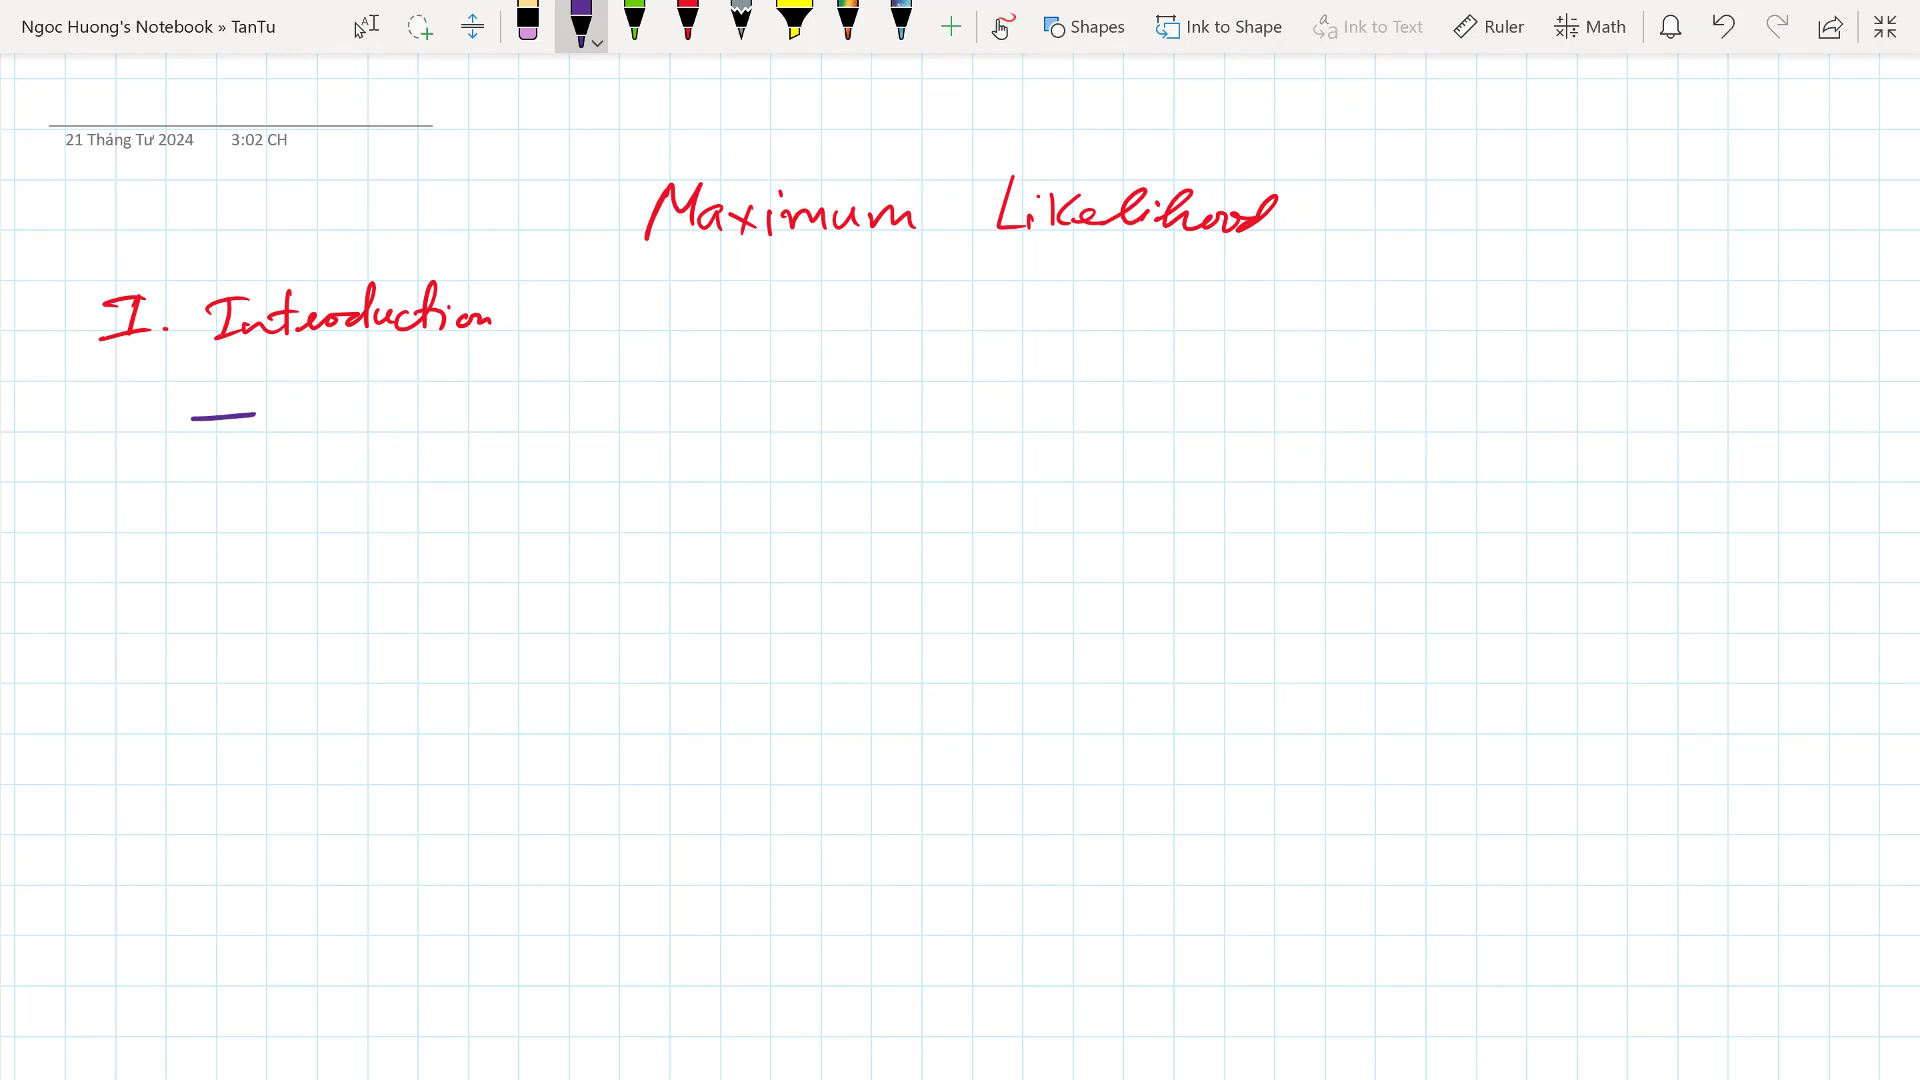 Ngoc Huong's Notebook » TanTu
Shapes
Ink to Shape
Ink to Text
Ruler
Math
21 Tháng Tư 2024 3:02 CH
Maximum Likelihood
I. Introduction